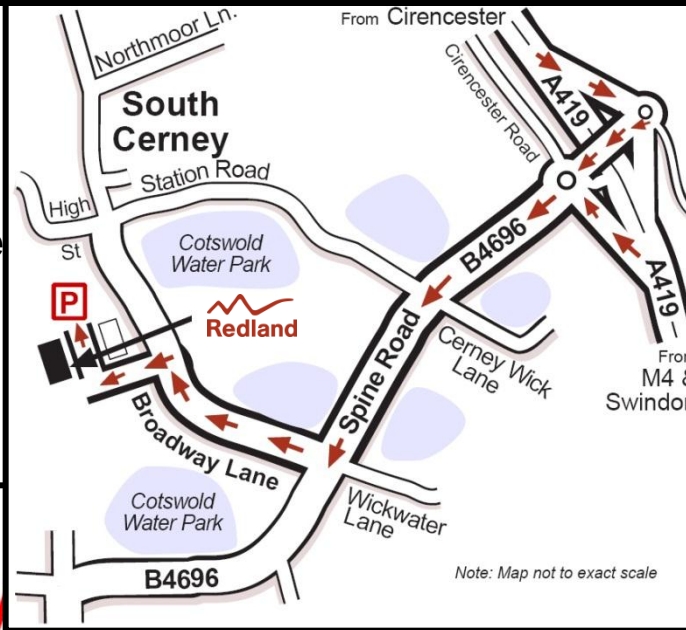 From Cirencester
Northmoor Ln.
Cirencester Road
A419
South
Cerney
Station Road
High
St
Cotswold
Water Park
B4696
A419
P
Redland
Spine Road
Cerney Wick
Lane
From
M4 &
Swindon
Broadway Lane
Cotswold
Water Park
Wickwater
Lane
B4696
Note: Map not to exact scale